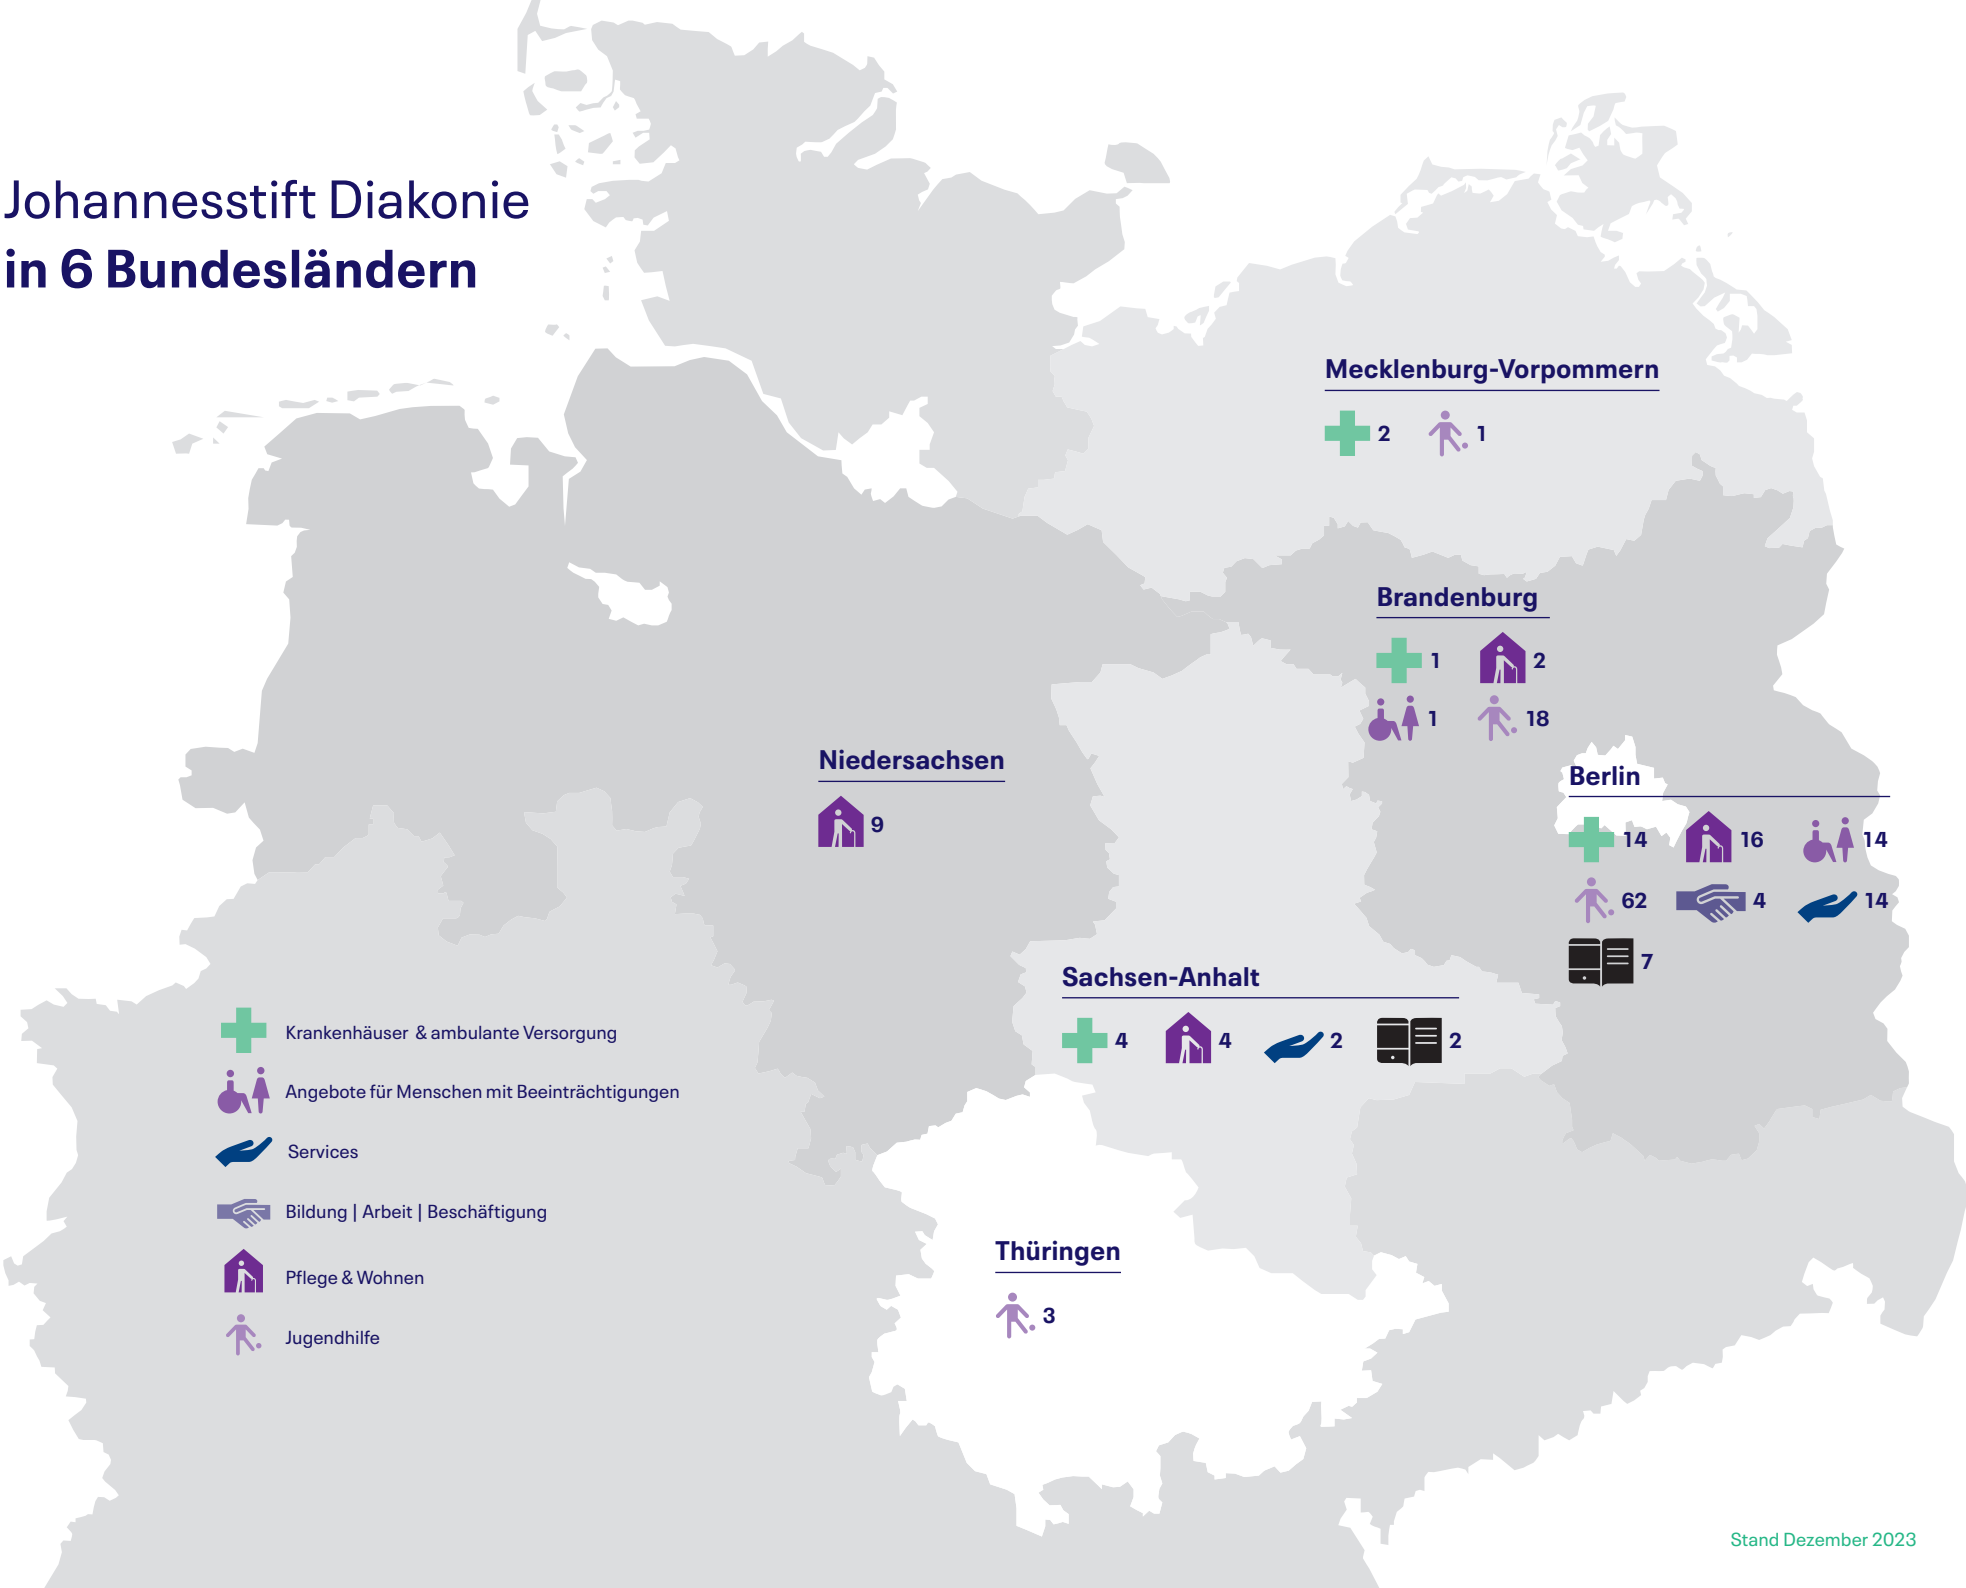 Johannesstift Diakonie
in 6 Bundesländern
Mecklenburg-Vorpommern
2 1
Brandenburg
1 2
1 18
Niedersachsen
9
Berlin
14 16 14
62 4 14
7
Sachsen-Anhalt
4 4 2 2
Krankenhäuser & ambulante Versorgung
Angebote für Menschen mit Beeinträchtigungen
Services
Bildung | Arbeit | Beschäftigung
Pflege & Wohnen
Jugendhilfe
Thüringen
3
Stand Dezember 2023